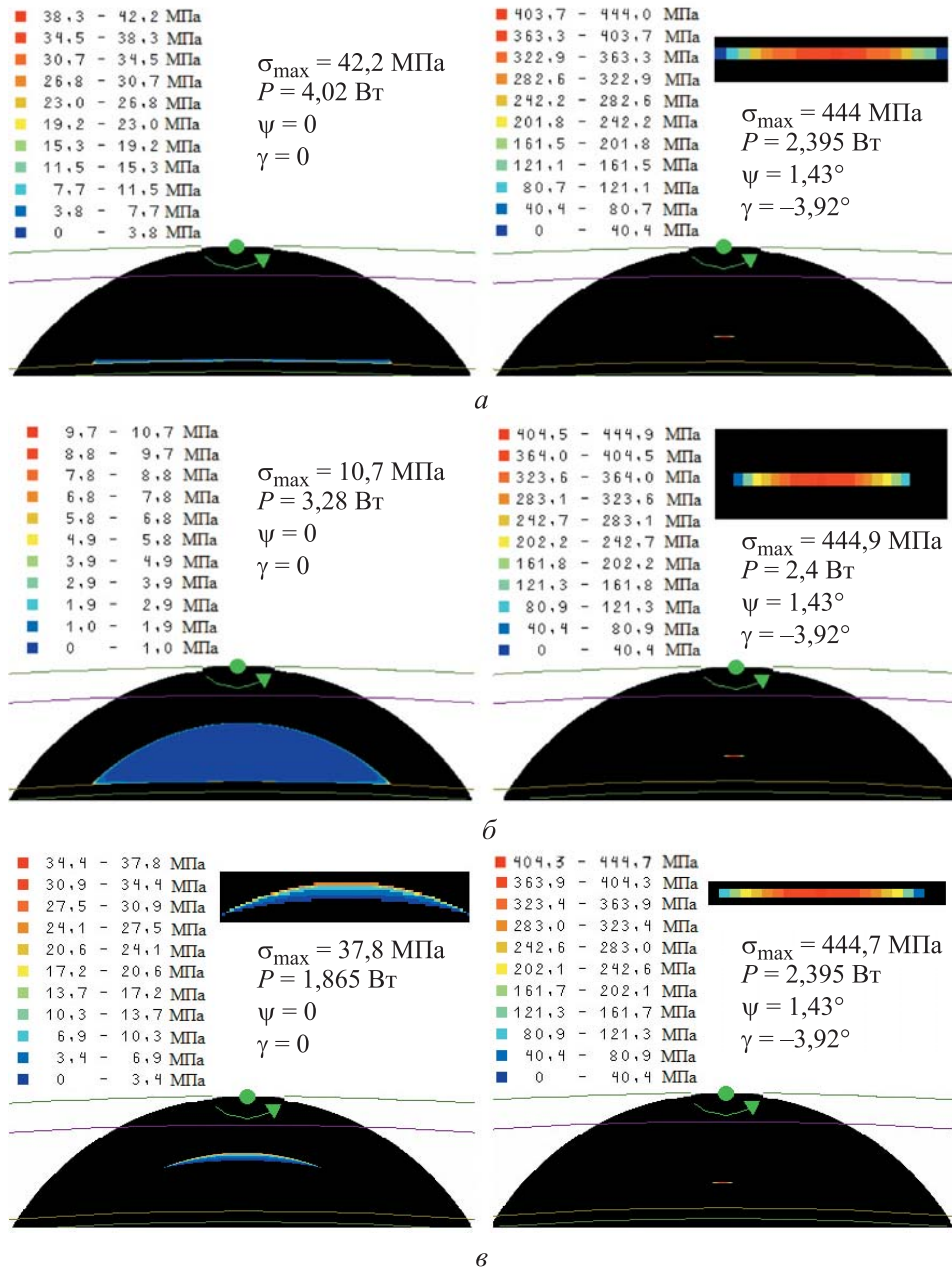 38,3 - 42,2 МПа
34,5 - 38,3 МПа
30,7 - 34,5 МПа
26,8 - 30,7 МПа
23,0 - 26,8 МПа
19,2 - 23,0 МПа
15,3 - 19,2 МПа
11,5 - 15,3 МПа
7,7 - 11,5 МПа
3,8 - 7,7 МПа
0 - 3,8 МПа
σmax = 42,2 МПа
P = 4,02 Вт
ψ = 0
γ = 0
403,7 - 444,0 МПа
363,3 - 403,7 МПа
322,9 - 363,3 МПа
282,6 - 322,9 МПа
242,2 - 282,6 МПа
201,8 - 242,2 МПа
161,5 - 201,8 МПа
121,1 - 161,5 МПа
80,7 - 121,1 МПа
40,4 - 80,7 МПа
0 - 40,4 МПа
σmax = 444 МПа
P = 2,395 Вт
ψ = 1,43°
γ = –3,92°
а
9,7 - 10,7 МПа
8,8 - 9,7 МПа
7,8 - 8,8 МПа
6,8 - 7,8 МПа
5,8 - 6,8 МПа
4,9 - 5,8 МПа
3,9 - 4,9 МПа
2,9 - 3,9 МПа
1,9 - 2,9 МПа
1,0 - 1,9 МПа
0 - 1,0 МПа
σmax = 10,7 МПа
P = 3,28 Вт
ψ = 0
γ = 0
404,5 - 444,9 МПа
364,0 - 404,5 МПа
323,6 - 364,0 МПа
283,1 - 323,6 МПа
242,7 - 283,1 МПа
202,2 - 242,7 МПа
161,8 - 202,2 МПа
121,3 - 161,8 МПа
80,9 - 121,3 МПа
40,4 - 80,9 МПа
0 - 40,4 МПа
σmax = 444,9 МПа
P = 2,4 Вт
ψ = 1,43°
γ = –3,92°
б
34,4 - 37,8 МПа
30,9 - 34,4 МПа
27,5 - 30,9 МПа
24,1 - 27,5 МПа
20,6 - 24,1 МПа
17,2 - 20,6 МПа
13,7 - 17,2 МПа
10,3 - 13,7 МПа
6,9 - 10,3 МПа
3,4 - 6,9 МПа
0 - 3,4 МПа
σmax = 37,8 МПа
P = 1,865 Вт
ψ = 0
γ = 0
404,3 - 444,7 МПа
363,9 - 404,3 МПа
323,4 - 363,9 МПа
283,0 - 323,4 МПа
242,6 - 283,0 МПа
202,1 - 242,6 МПа
161,7 - 202,1 МПа
121,3 - 161,7 МПа
80,9 - 121,3 МПа
40,4 - 80,9 МПа
0 - 40,4 МПа
σmax = 444,7 МПа
P = 2,395 Вт
ψ = 1,43°
γ = –3,92°
в